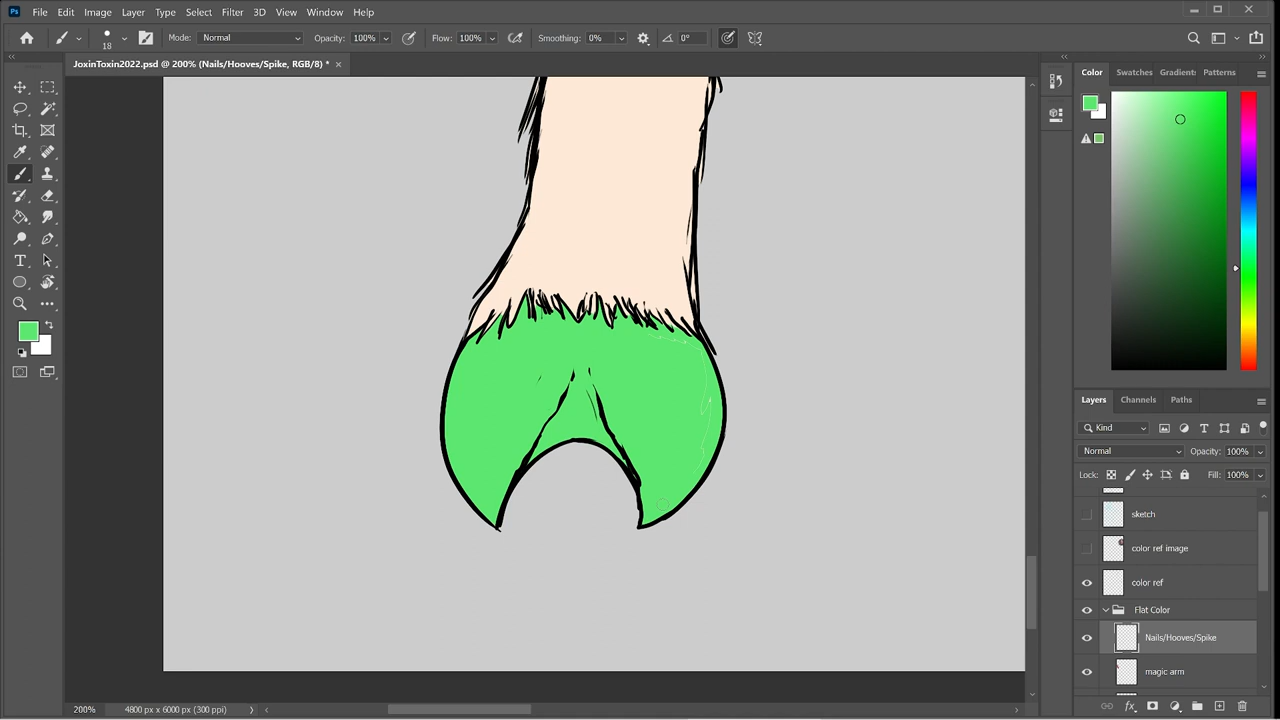 Ps File Edit Image Layer Type Select Filter 3D View Window Help
18 Mode: Normal Opacity: 100% Flow: 100% Smoothing: 0% 0°
JoxinToxin2022.psd @ 200% (Nails/Hooves/Spike, RGB/8) *
Color Swatches Gradient Patterns
Layers Channels Paths
Kind
Normal Opacity: 100%
Lock: Fill: 100%
sketch
color ref image
color ref
Flat Color
Nails/Hooves/Spike
magic arm
200% 4800 px x 6000 px (300 ppi)